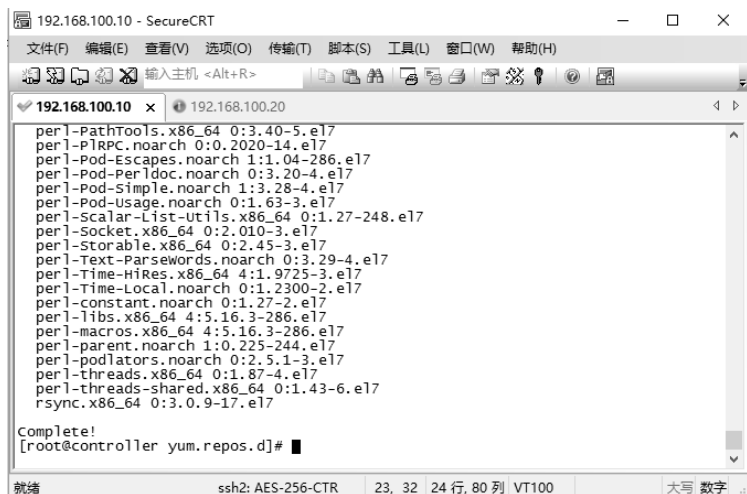 192.168.100.10 - SecureCRT
文件(F) 编辑(E) 查看(V) 选项(O) 传输(T) 脚本(S) 工具(L) 窗口(W) 帮助(H)
输入主机 <Alt+R>
192.168.100.10 192.168.100.20
perl-PathTools.x86_64 0:3.40-5.el7
perl-PlRPC.noarch 0:0.2020-14.el7
perl-Pod-Escapes.noarch 1:1.04-286.el7
perl-Pod-Perldoc.noarch 0:3.20-4.el7
perl-Pod-Simple.noarch 1:3.28-4.el7
perl-Pod-Usage.noarch 0:1.63-3.el7
perl-Scalar-List-Utils.x86_64 0:1.27-248.el7
perl-Socket.x86_64 0:2.010-3.el7
perl-Storable.x86_64 0:2.45-3.el7
perl-Text-ParseWords.noarch 0:3.29-4.el7
perl-Time-HiRes.x86_64 4:1.9725-3.el7
perl-Time-Local.noarch 0:1.2300-2.el7
perl-constant.noarch 0:1.27-2.el7
perl-libs.x86_64 4:5.16.3-286.el7
perl-macros.x86_64 4:5.16.3-286.el7
perl-parent.noarch 1:0.225-244.el7
perl-podlators.noarch 0:2.5.1-3.el7
perl-threads.x86_64 0:1.87-4.el7
perl-threads-shared.x86_64 0:1.43-6.el7
rsync.x86_64 0:3.0.9-17.el7
Complete!
[root@controller yum.repos.d]#
就绪 ssh2: AES-256-CTR 23, 32 24 行, 80 列 VT100 大写 数字